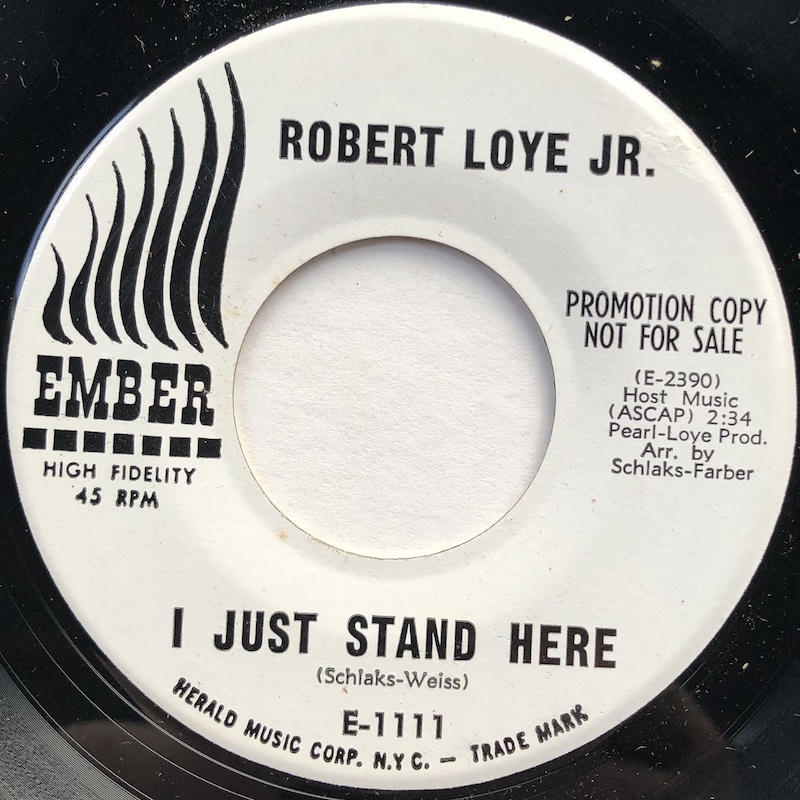 ROBERT LOYE JR.
PROMOTION COPY
NOT FOR SALE
(E-2390)
Host Music
(ASCAP) 2:34
Pearl-Loye Prod.
Arr. by
Schlaks-Farber
EMBER
HIGH FIDELITY
45 RPM
I JUST STAND HERE
(Schlaks-Weiss)
E-1111
HERALD MUSIC CORP. N.Y.C. — TRADE MARK